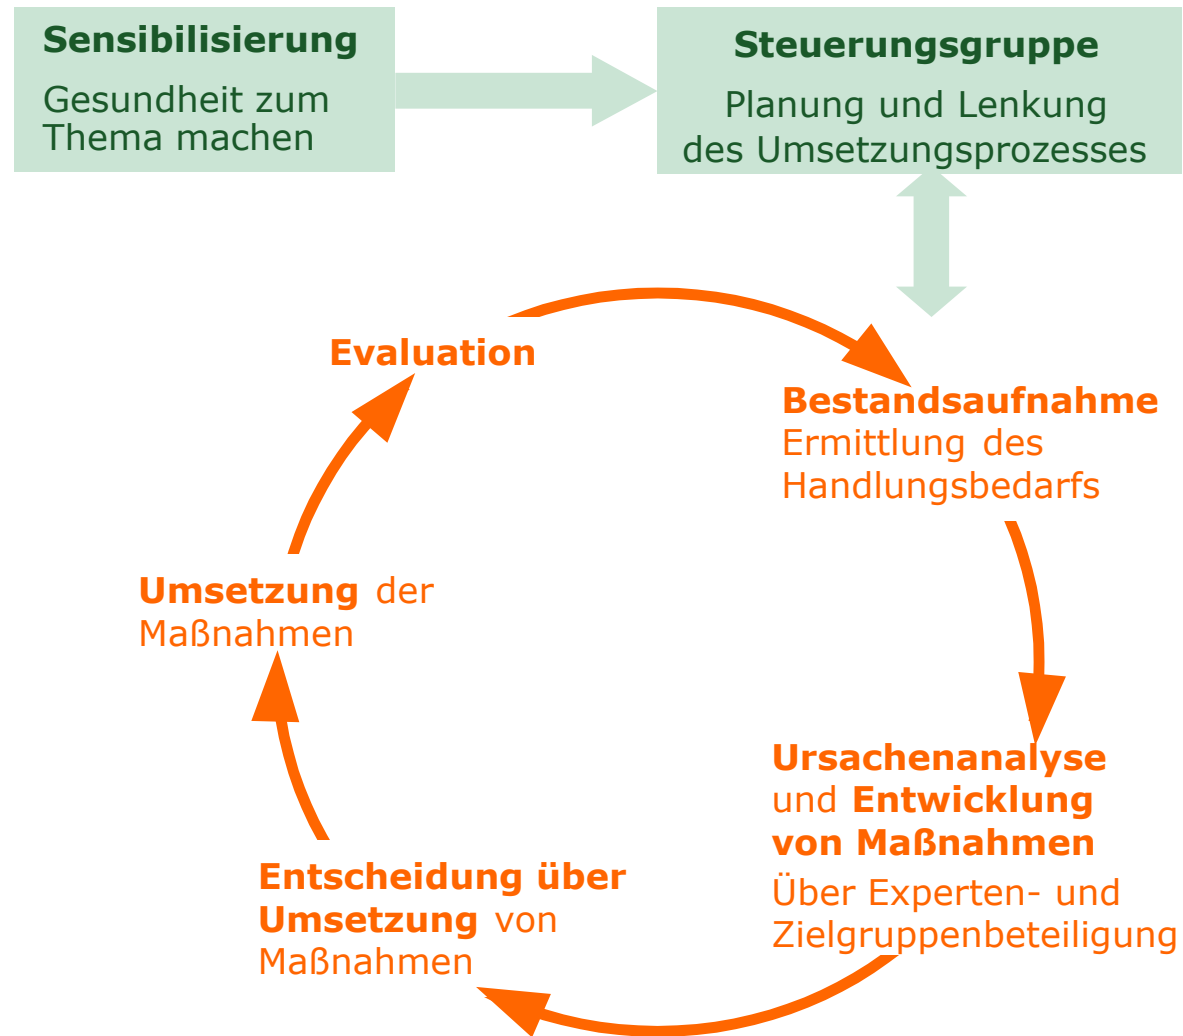 Sensibilisierung
Gesundheit zum
Thema machen
Steuerungsgruppe
Planung und Lenkung
des Umsetzungsprozesses
Evaluation
Bestandsaufnahme
Ermittlung des
Handlungsbedarfs
Ursachenanalyse
und Entwicklung
von Maßnahmen
Über Experten- und
Zielgruppenbeteiligung
Entscheidung über
Umsetzung von
Maßnahmen
Umsetzung der
Maßnahmen